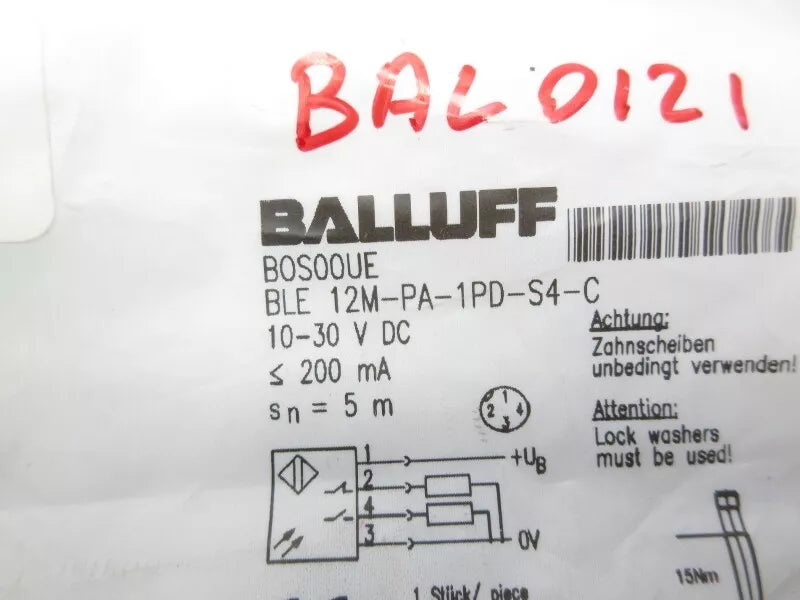 BAL0121
BALLUFF
BOS00UE
BLE 12M-PA-1PD-S4-C
10-30 V DC
≤ 200 mA
sn = 5 m
1
2
4
3
Achtung:
Zahnscheiben
unbedingt verwenden!
Attention:
Lock washers
must be used!
1
2
4
3
+UB
0V
15Nm
1 Stück/ piece